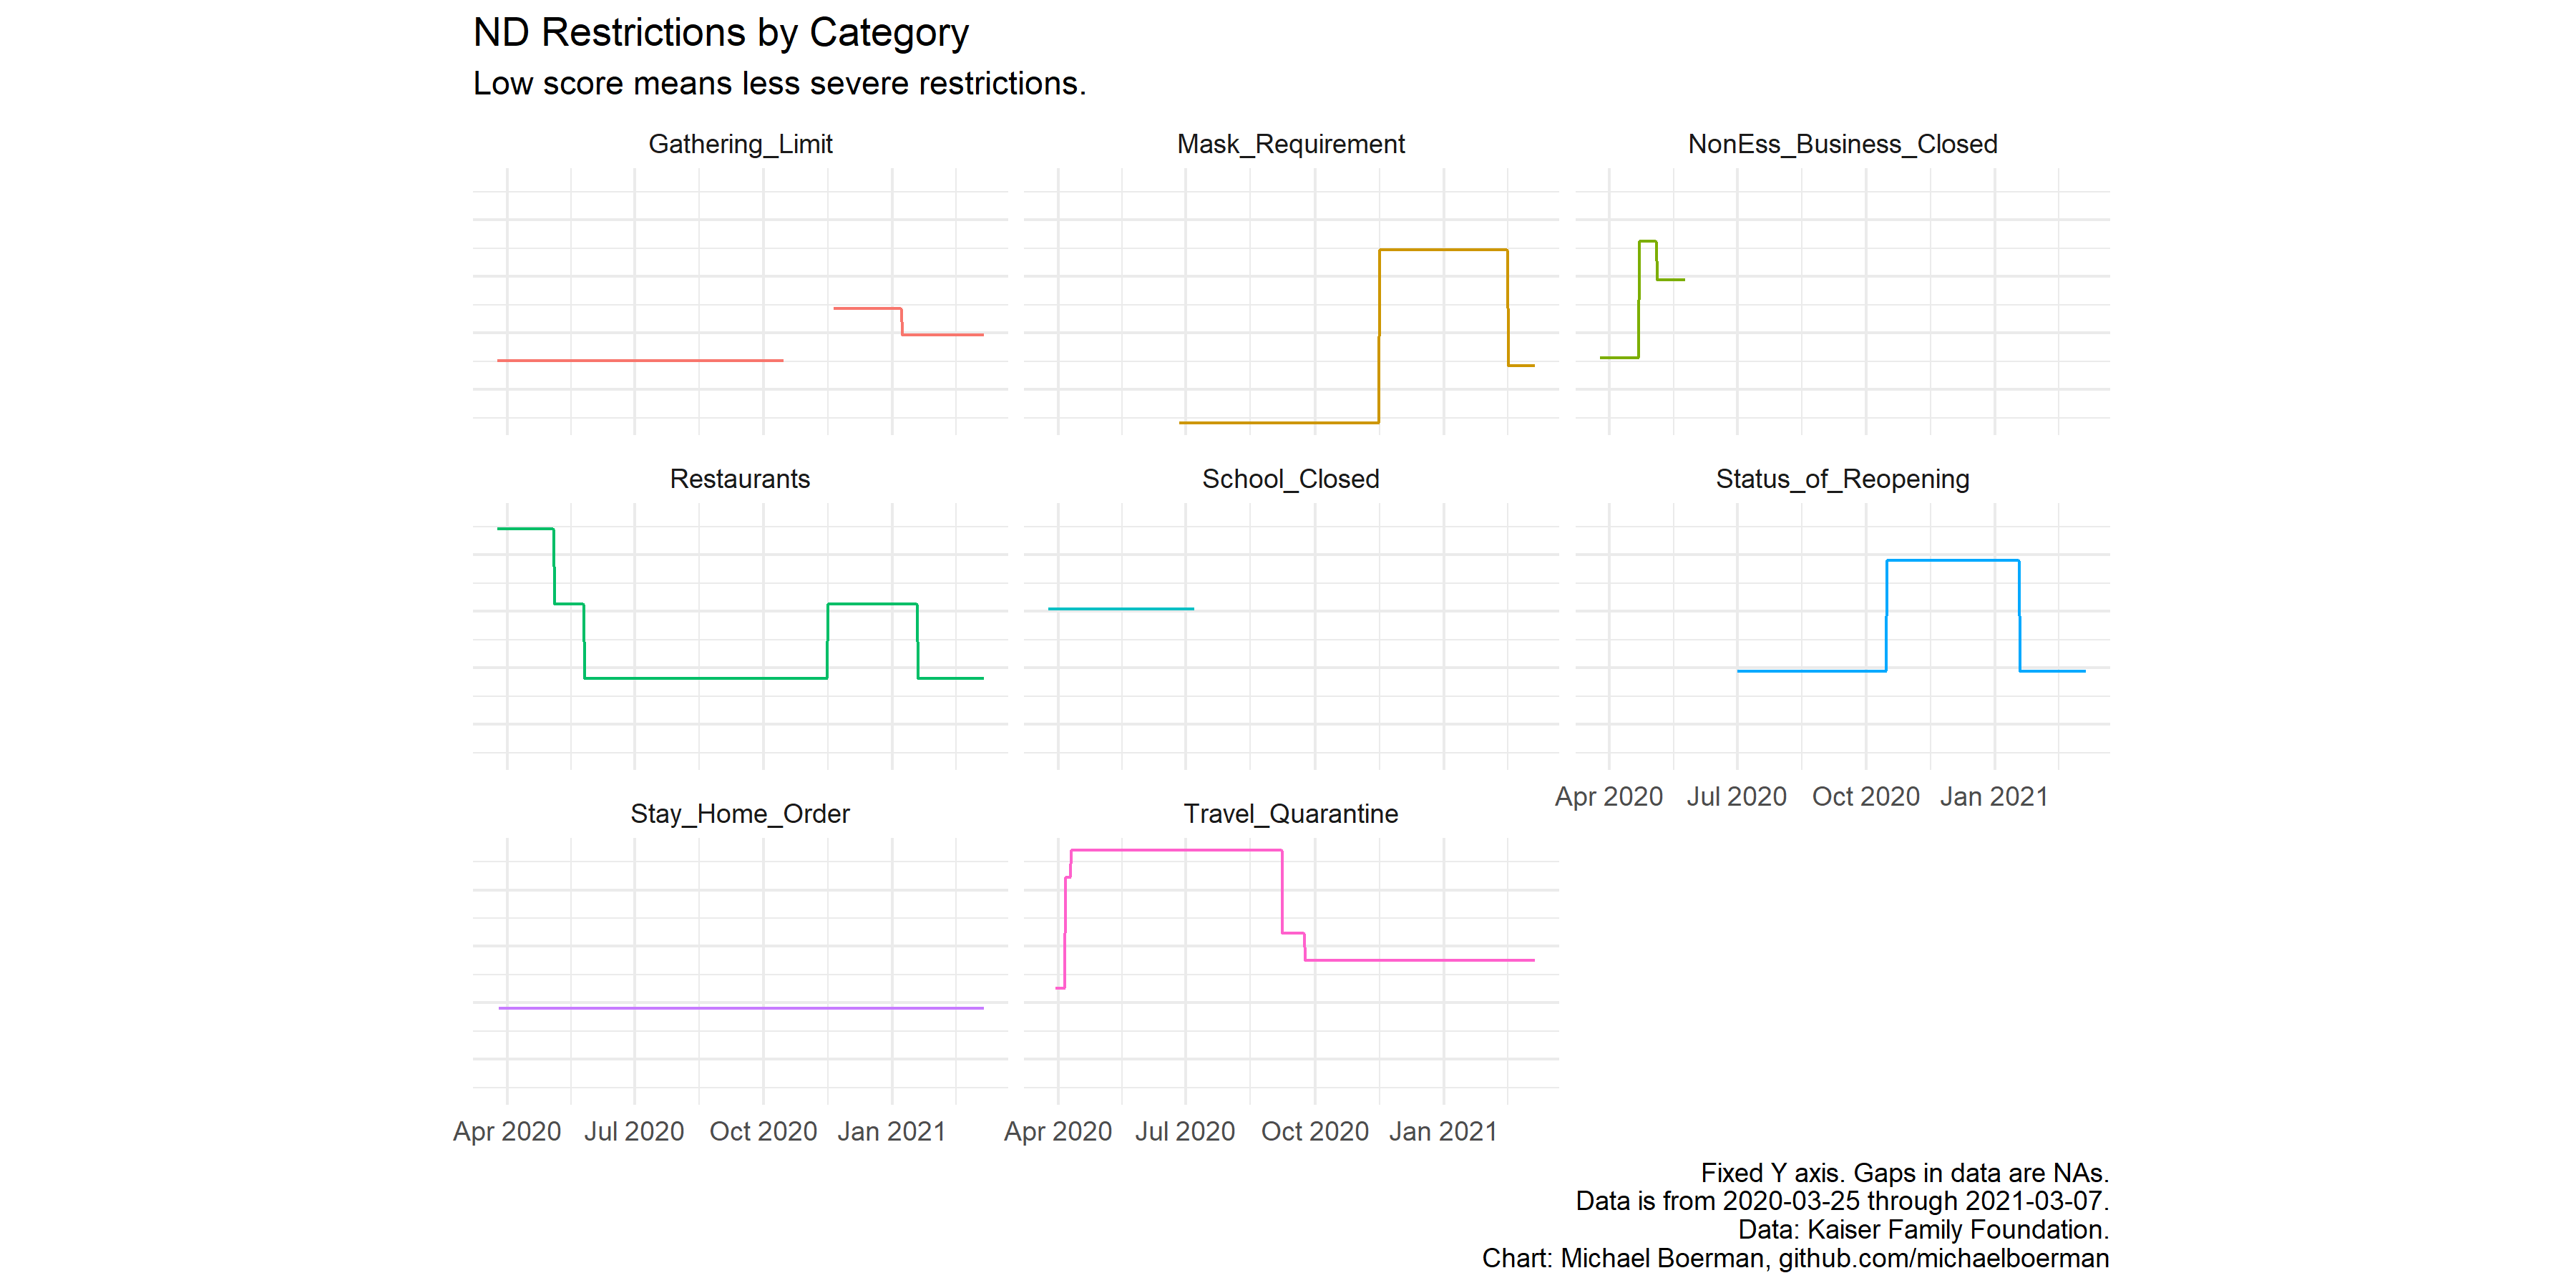 ND Restrictions by Category
Low score means less severe restrictions.
Gathering_Limit
Mask_Requirement
NonEss_Business_Closed
Restaurants
School_Closed
Status_of_Reopening
Apr 2020 Jul 2020 Oct 2020 Jan 2021
Stay_Home_Order
Travel_Quarantine
Apr 2020 Jul 2020 Oct 2020 Jan 2021
Apr 2020 Jul 2020 Oct 2020 Jan 2021
Fixed Y axis. Gaps in data are NAs.
Data is from 2020-03-25 through 2021-03-07.
Data: Kaiser Family Foundation.
Chart: Michael Boerman, github.com/michaelboerman